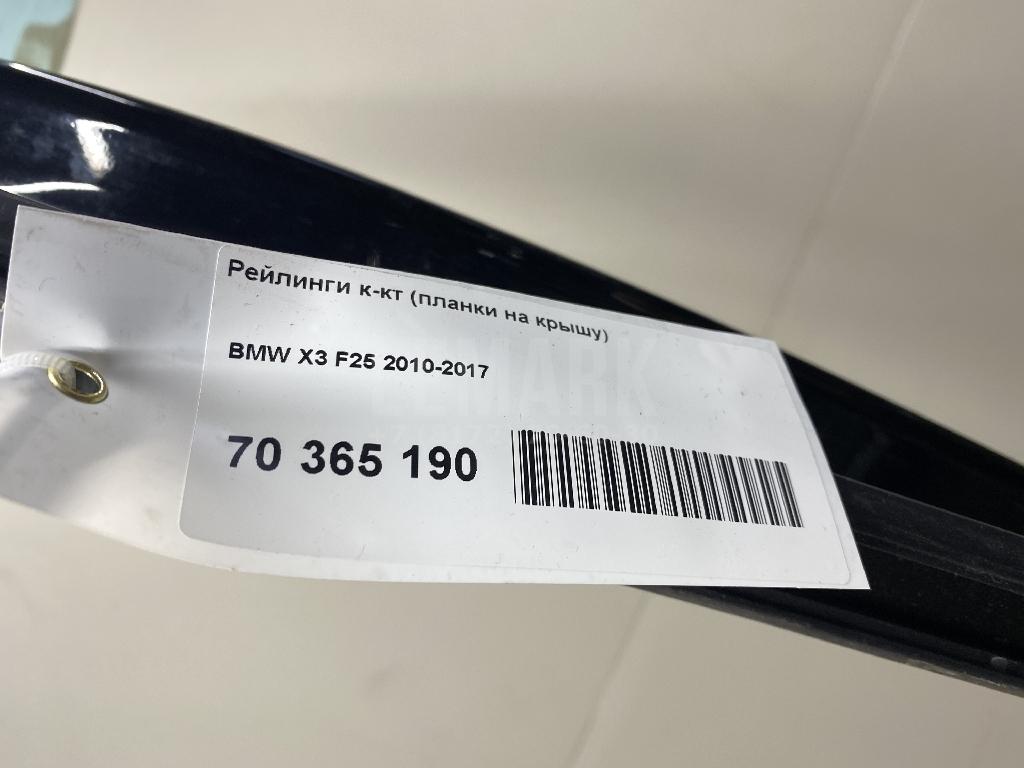 Рейлинги к-кт (планки на крышу)
BMW X3 F25 2010-2017
70 365 190